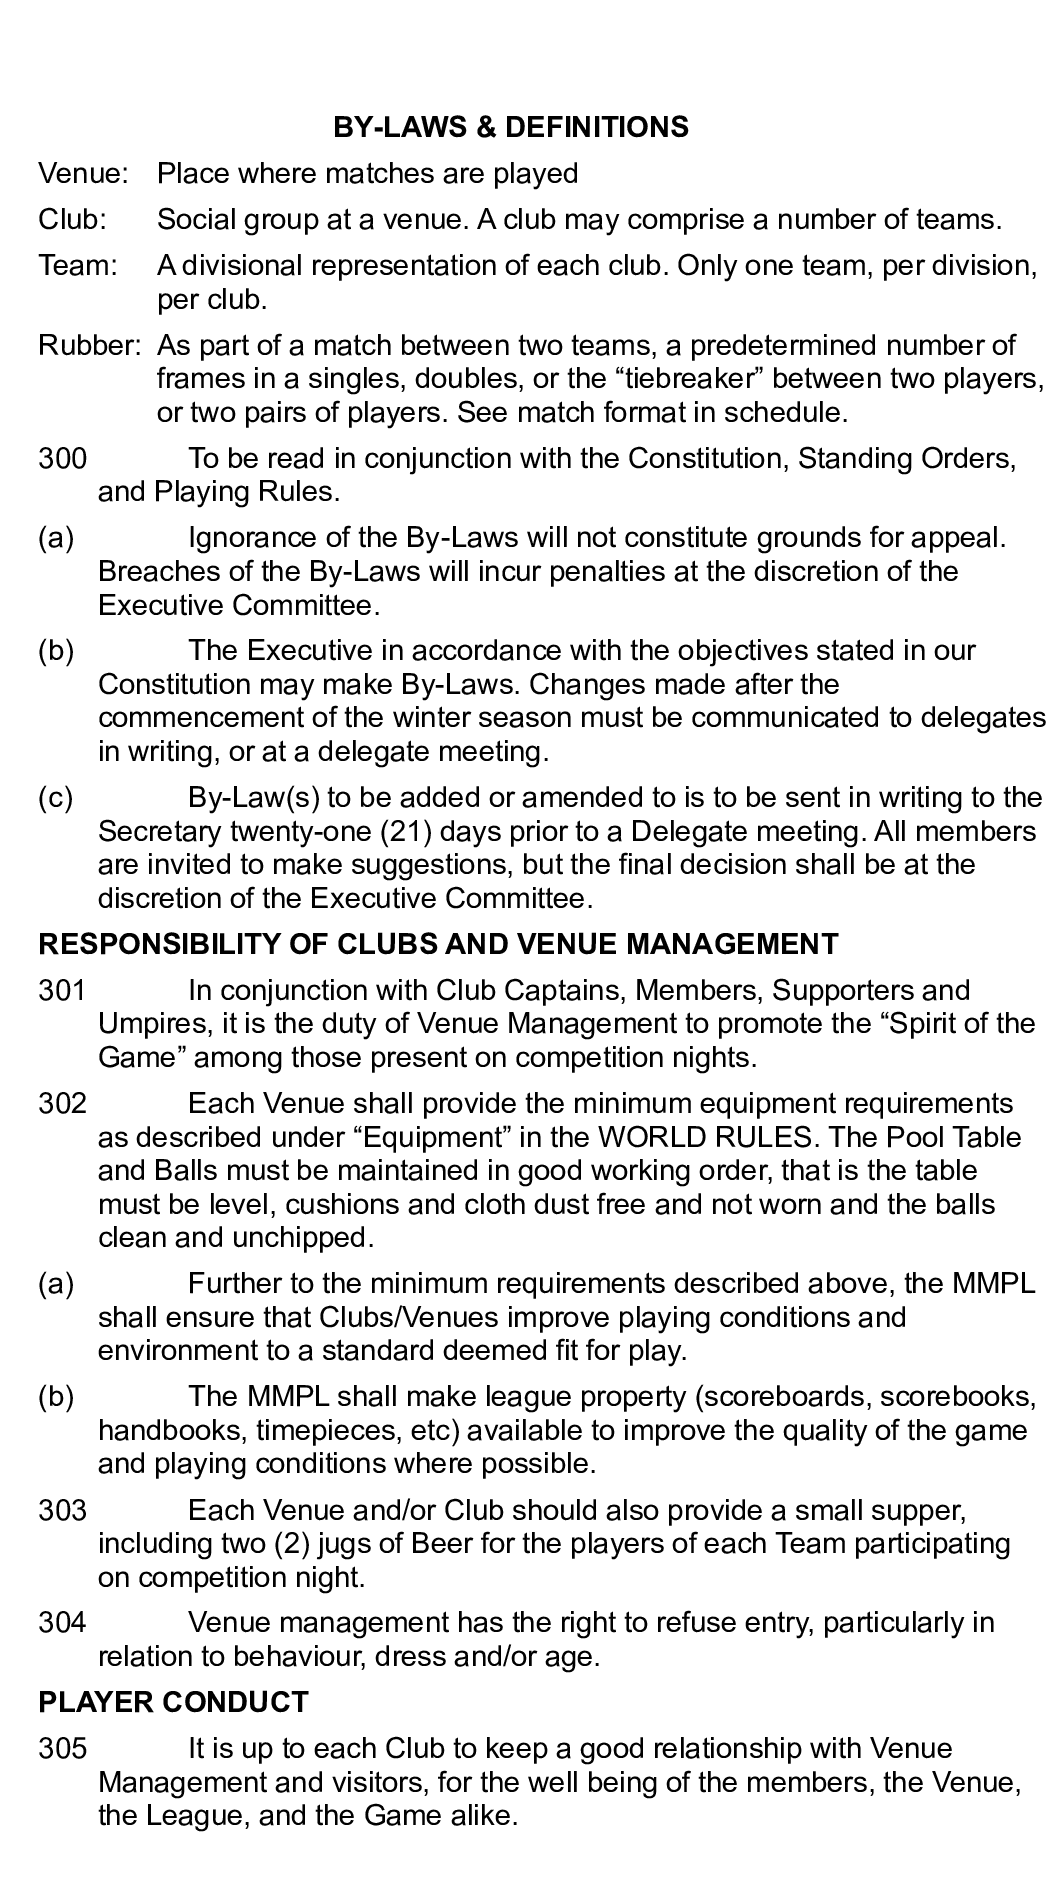 BY-LAWS & DEFINITIONS
Venue: Place where matches are played
Club: Social group at a venue. A club may comprise a number of teams.
Team: A divisional representation of each club. Only one team, per division,
per club.
Rubber: As part of a match between two teams, a predetermined number of
frames in a singles, doubles, or the “tiebreaker” between two players,
or two pairs of players. See match format in schedule.
300 To be read in conjunction with the Constitution, Standing Orders,
and Playing Rules.
(a) Ignorance of the By-Laws will not constitute grounds for appeal.
Breaches of the By-Laws will incur penalties at the discretion of the
Executive Committee.
(b) The Executive in accordance with the objectives stated in our
Constitution may make By-Laws. Changes made after the
commencement of the winter season must be communicated to delegates
in writing, or at a delegate meeting.
(c) By-Law(s) to be added or amended to is to be sent in writing to the
Secretary twenty-one (21) days prior to a Delegate meeting. All members
are invited to make suggestions, but the final decision shall be at the
discretion of the Executive Committee.
RESPONSIBILITY OF CLUBS AND VENUE MANAGEMENT
301 In conjunction with Club Captains, Members, Supporters and
Umpires, it is the duty of Venue Management to promote the “Spirit of the
Game” among those present on competition nights.
302 Each Venue shall provide the minimum equipment requirements
as described under “Equipment” in the WORLD RULES. The Pool Table
and Balls must be maintained in good working order, that is the table
must be level, cushions and cloth dust free and not worn and the balls
clean and unchipped.
(a) Further to the minimum requirements described above, the MMPL
shall ensure that Clubs/Venues improve playing conditions and
environment to a standard deemed fit for play.
(b) The MMPL shall make league property (scoreboards, scorebooks,
handbooks, timepieces, etc) available to improve the quality of the game
and playing conditions where possible.
303 Each Venue and/or Club should also provide a small supper,
including two (2) jugs of Beer for the players of each Team participating
on competition night.
304 Venue management has the right to refuse entry, particularly in
relation to behaviour, dress and/or age.
PLAYER CONDUCT
305 It is up to each Club to keep a good relationship with Venue
Management and visitors, for the well being of the members, the Venue,
the League, and the Game alike.